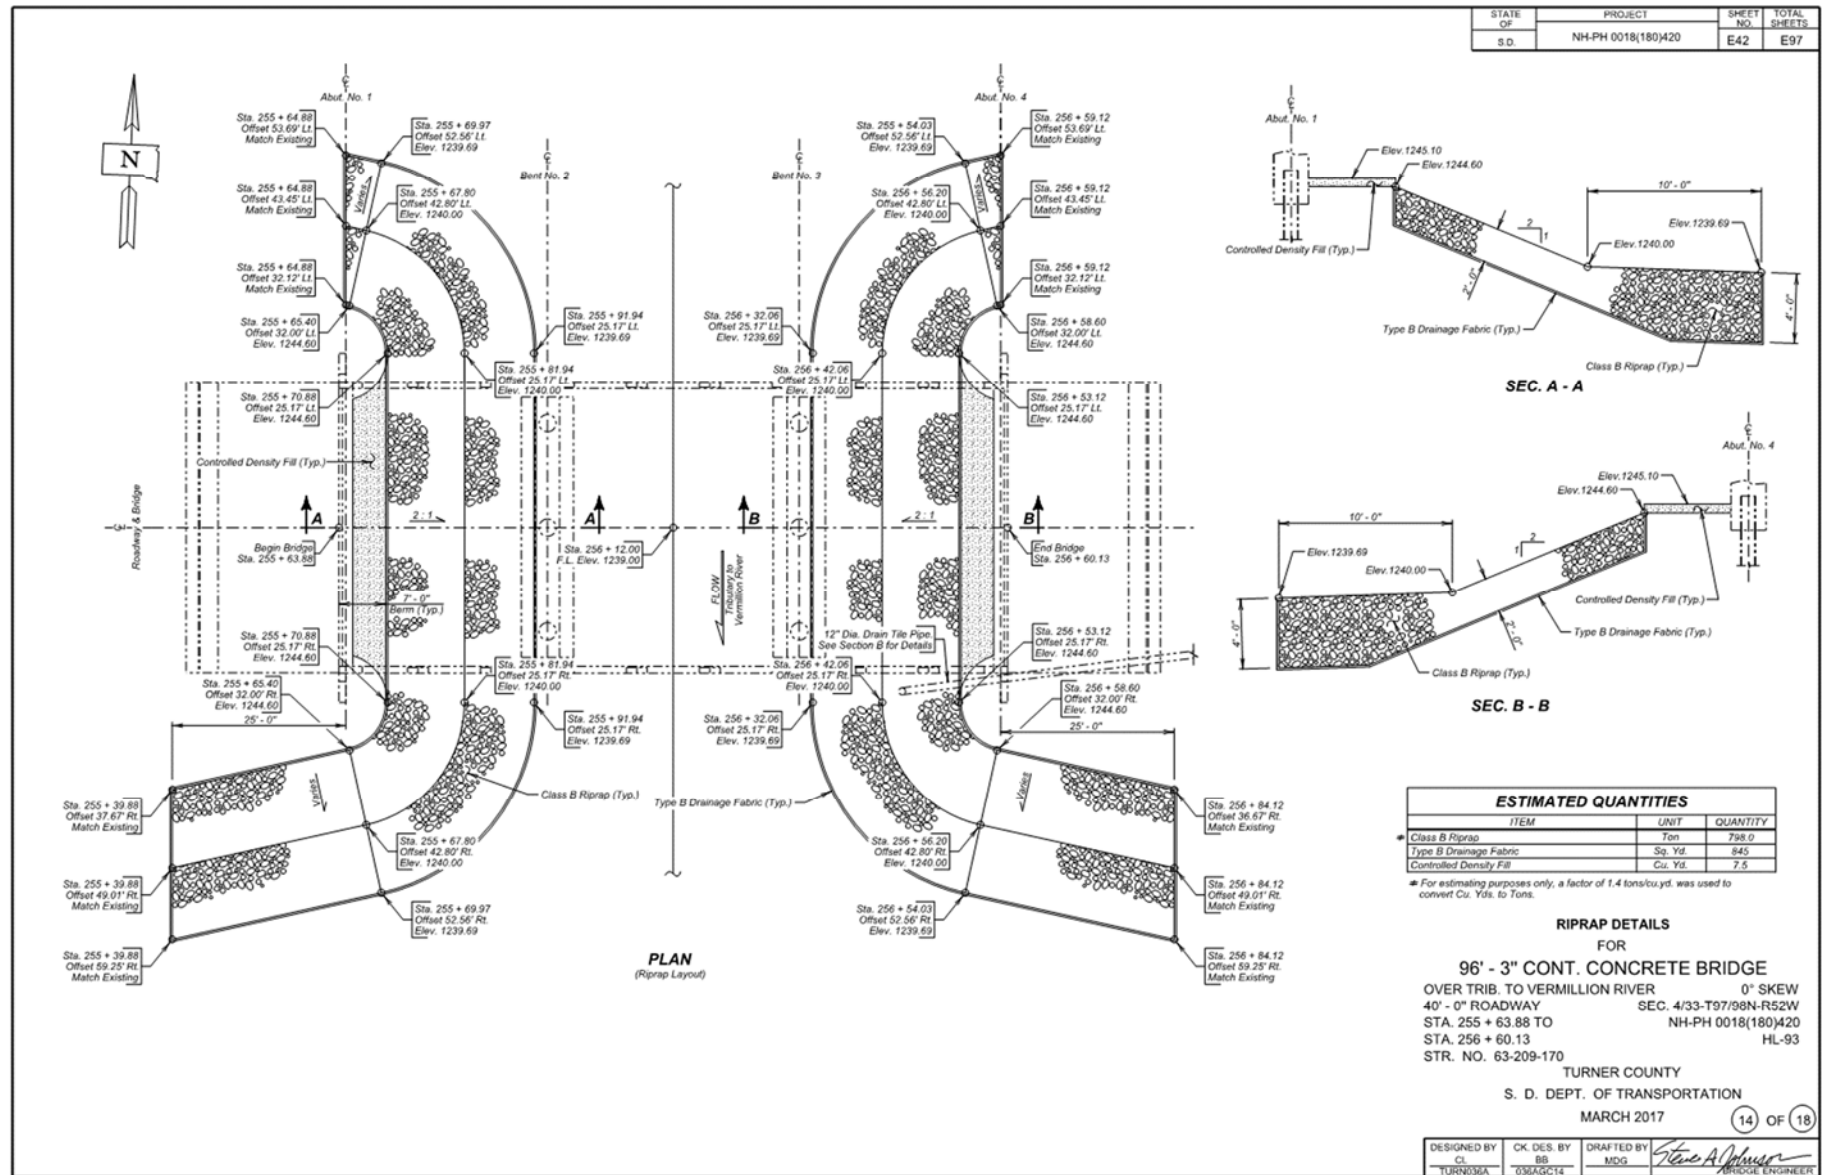 STATE OF S.D.
PROJECT
NH-PH 0018(180)420
SHEET NO.
E42
TOTAL SHEETS
E97
N
℄
Abut. No. 1
℄
Bent No. 2
℄
Bent No. 3
℄
Abut. No. 4
Sta. 255 + 64.88
Offset 53.69' Lt.
Match Existing
Sta. 255 + 69.97
Offset 52.56' Lt.
Elev. 1239.69
Sta. 255 + 64.88
Offset 43.45' Lt.
Match Existing
Varies
Sta. 255 + 67.80
Offset 42.80' Lt.
Elev. 1240.00
Sta. 255 + 64.88
Offset 32.12' Lt.
Match Existing
Sta. 255 + 65.40
Offset 32.00' Lt.
Elev. 1244.60
Sta. 255 + 91.94
Offset 25.17' Lt.
Elev. 1239.69
Sta. 255 + 81.94
Offset 25.17' Lt.
Elev. 1240.00
Sta. 255 + 70.88
Offset 25.17' Lt.
Elev. 1244.60
Sta. 256 + 54.03
Offset 52.56' Lt.
Elev. 1239.69
Sta. 256 + 59.12
Offset 53.69' Lt.
Match Existing
Sta. 256 + 56.20
Offset 42.80' Lt.
Elev. 1240.00
Varies
Sta. 256 + 59.12
Offset 43.45' Lt.
Match Existing
Sta. 256 + 59.12
Offset 32.12' Lt.
Match Existing
Sta. 256 + 32.06
Offset 25.17' Lt.
Elev. 1239.69
Sta. 256 + 58.60
Offset 32.00' Lt.
Elev. 1244.60
Sta. 256 + 42.06
Offset 25.17' Lt.
Elev. 1240.00
Sta. 256 + 53.12
Offset 25.17' Lt.
Elev. 1244.60
Controlled Density Fill (Typ.)
℄
Roadway & Bridge
A
2 : 1
A
B
2 : 1
B
Begin Bridge
Sta. 255 + 63.88
Sta. 256 + 12.00
F.L. Elev. 1239.00
End Bridge
Sta. 256 + 60.13
FLOW
Tributary to
Vermillion River
7' - 0"
Berm (Typ.)
12" Dia. Drain Tile Pipe.
See Section B for Details
Sta. 255 + 70.88
Offset 25.17' Rt.
Elev. 1244.60
Sta. 255 + 81.94
Offset 25.17' Rt.
Elev. 1240.00
Sta. 255 + 65.40
Offset 32.00' Rt.
Elev. 1244.60
25' - 0"
Sta. 255 + 91.94
Offset 25.17' Rt.
Elev. 1239.69
Sta. 256 + 42.06
Offset 25.17' Rt.
Elev. 1240.00
Sta. 256 + 53.12
Offset 25.17' Rt.
Elev. 1244.60
Sta. 256 + 32.06
Offset 25.17' Rt.
Elev. 1239.69
Sta. 256 + 58.60
Offset 32.00' Rt.
Elev. 1244.60
25' - 0"
Varies
Class B Riprap (Typ.)
Type B Drainage Fabric (Typ.)
Varies
Sta. 255 + 39.88
Offset 37.67' Rt.
Match Existing
Sta. 255 + 67.80
Offset 42.80' Rt.
Elev. 1240.00
Sta. 255 + 39.88
Offset 49.01' Rt.
Match Existing
Sta. 255 + 69.97
Offset 52.56' Rt.
Elev. 1239.69
Sta. 255 + 39.88
Offset 59.25' Rt.
Match Existing
Sta. 256 + 56.20
Offset 42.80' Rt.
Elev. 1240.00
Sta. 256 + 84.12
Offset 36.67' Rt.
Match Existing
Sta. 256 + 54.03
Offset 52.56' Rt.
Elev. 1239.69
Sta. 256 + 84.12
Offset 49.01' Rt.
Match Existing
Sta. 256 + 84.12
Offset 59.25' Rt.
Match Existing
PLAN
(Riprap Layout)
℄
Abut. No. 1
Elev.1245.10
Elev.1244.60
10' - 0"
2
1
Elev.1239.69
Elev.1240.00
Controlled Density Fill (Typ.)
2' - 0"
4' - 0"
Type B Drainage Fabric (Typ.)
Class B Riprap (Typ.)
SEC. A - A
℄
Abut. No. 4
Elev.1245.10
Elev.1244.60
10' - 0"
2
1
Elev.1239.69
Elev.1240.00
Controlled Density Fill (Typ.)
4' - 0"
2' - 0"
Type B Drainage Fabric (Typ.)
Class B Riprap (Typ.)
SEC. B - B
ESTIMATED QUANTITIES
ITEM UNIT QUANTITY
* Class B Riprap Ton 798.0
Type B Drainage Fabric Sq. Yd. 845
Controlled Density Fill Cu. Yd. 7.5
* For estimating purposes only, a factor of 1.4 tons/cu.yd. was used to
convert Cu. Yds. to Tons.
RIPRAP DETAILS
FOR
96' - 3" CONT. CONCRETE BRIDGE
OVER TRIB. TO VERMILLION RIVER 0° SKEW
40' - 0" ROADWAY SEC. 4/33-T97/98N-R52W
STA. 255 + 63.88 TO NH-PH 0018(180)420
STA. 256 + 60.13 HL-93
STR. NO. 63-209-170
TURNER COUNTY
S. D. DEPT. OF TRANSPORTATION
MARCH 2017
14 OF 18
DESIGNED BY
CL
TURN036A
CK. DES. BY
BB
036AGC14
DRAFTED BY
MDG
Steve A Johnson
BRIDGE ENGINEER